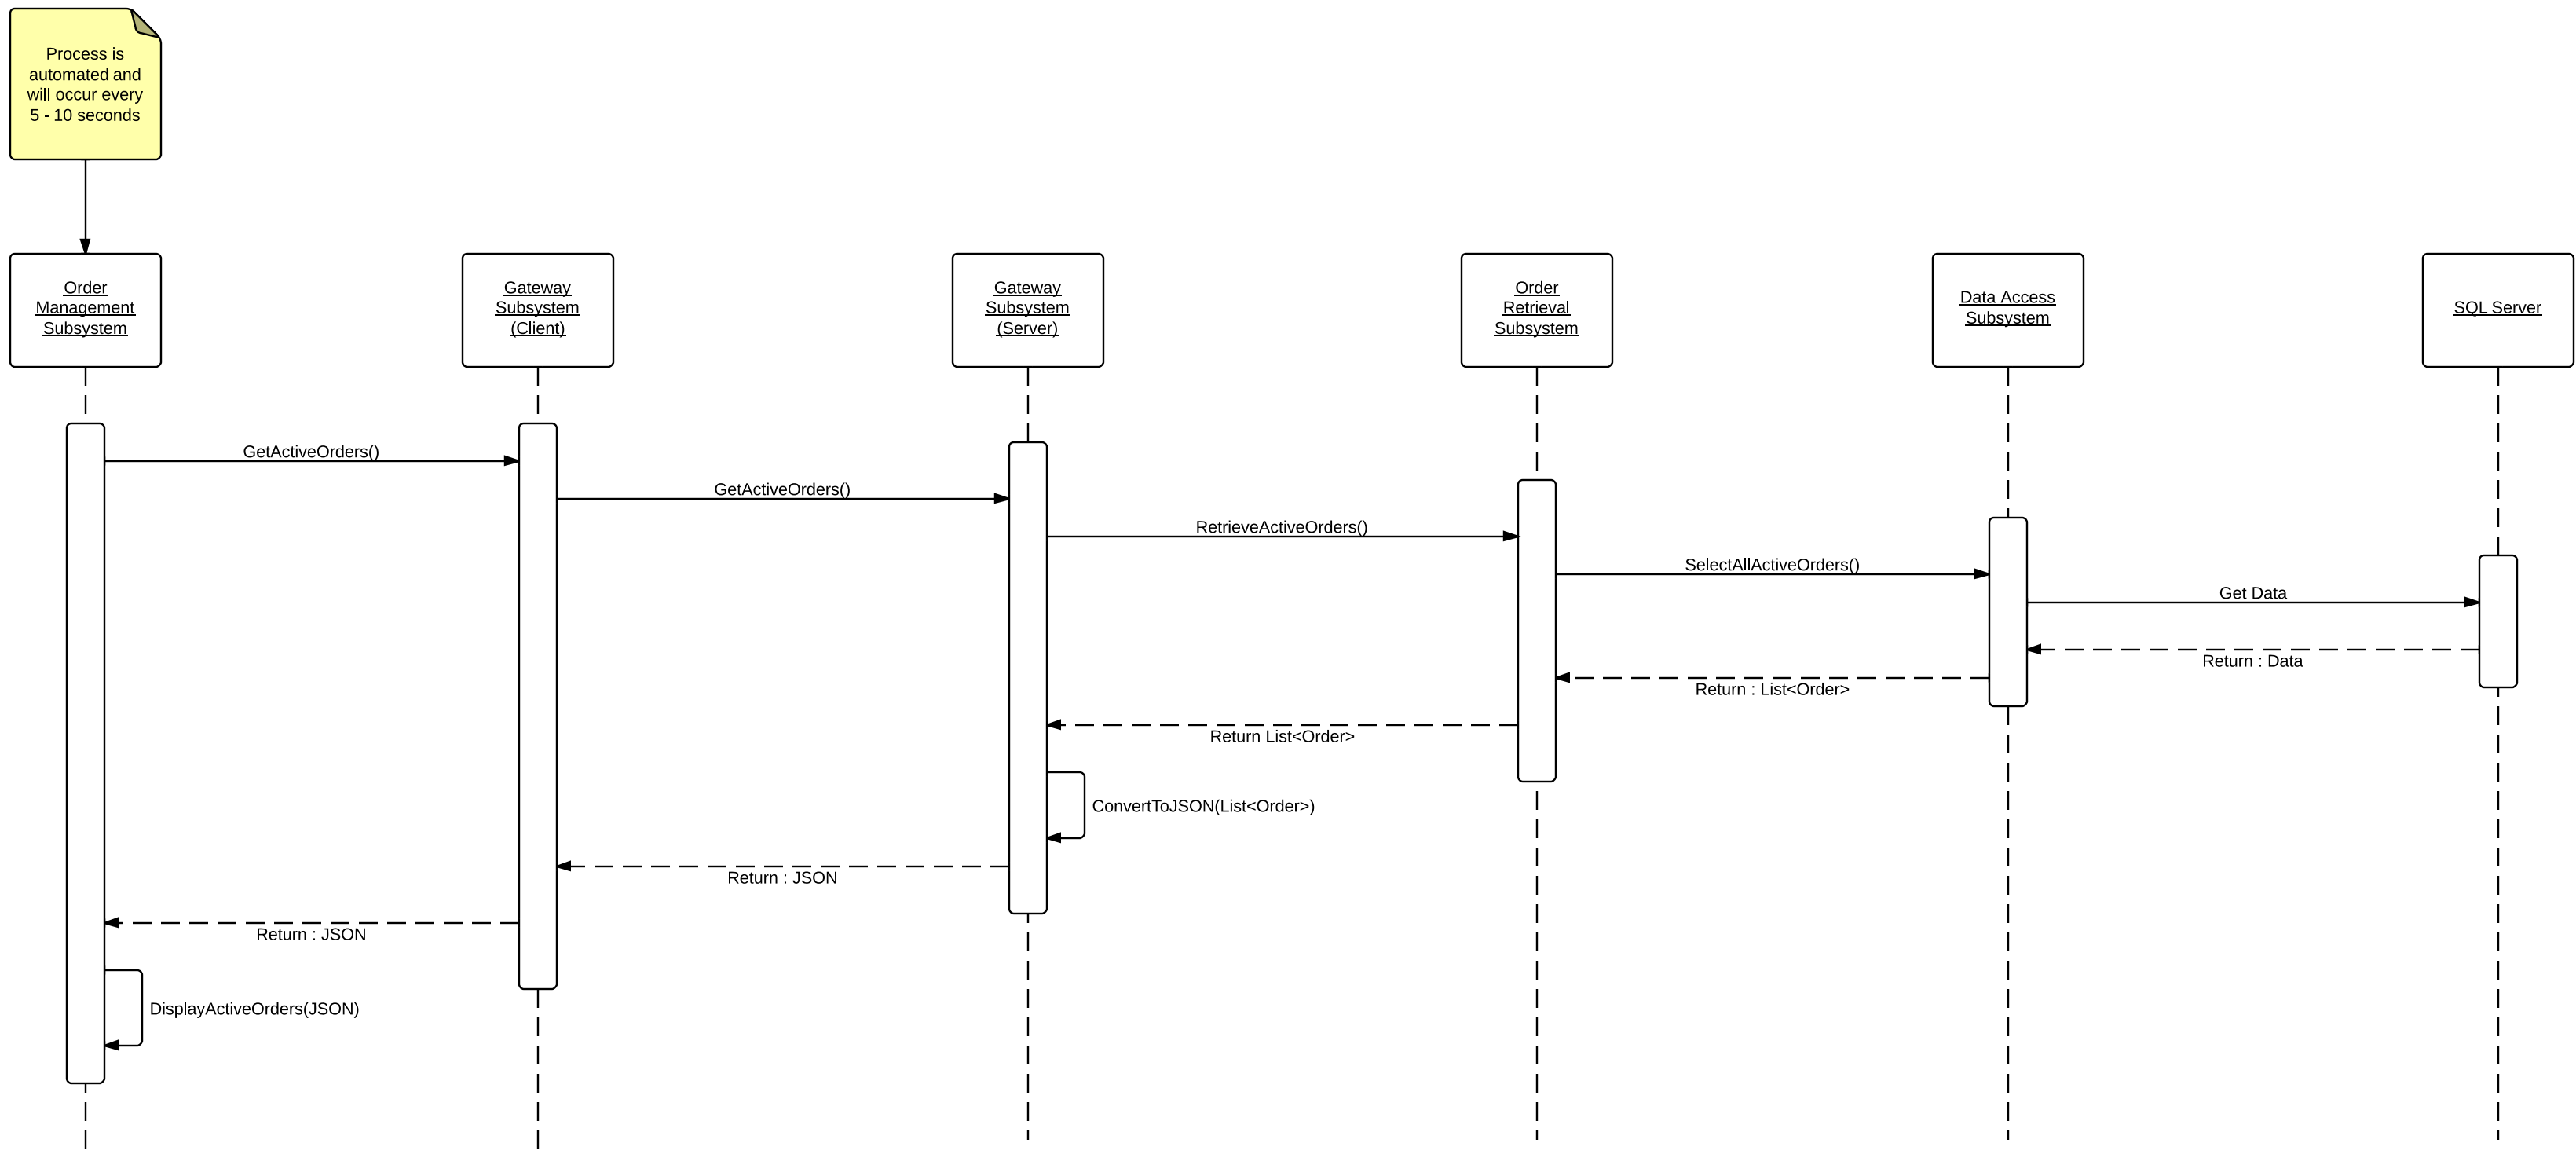 Process is
automated and
will occur every
5 - 10 seconds
Order
Management
Subsystem
Gateway
Subsystem
(Client)
Gateway
Subsystem
(Server)
Order
Retrieval
Subsystem
Data Access
Subsystem
SQL Server
GetActiveOrders()
GetActiveOrders()
RetrieveActiveOrders()
SelectAllActiveOrders()
Get Data
Return : Data
Return : List<Order>
Return List<Order>
ConvertToJSON(List<Order>)
Return : JSON
Return : JSON
DisplayActiveOrders(JSON)